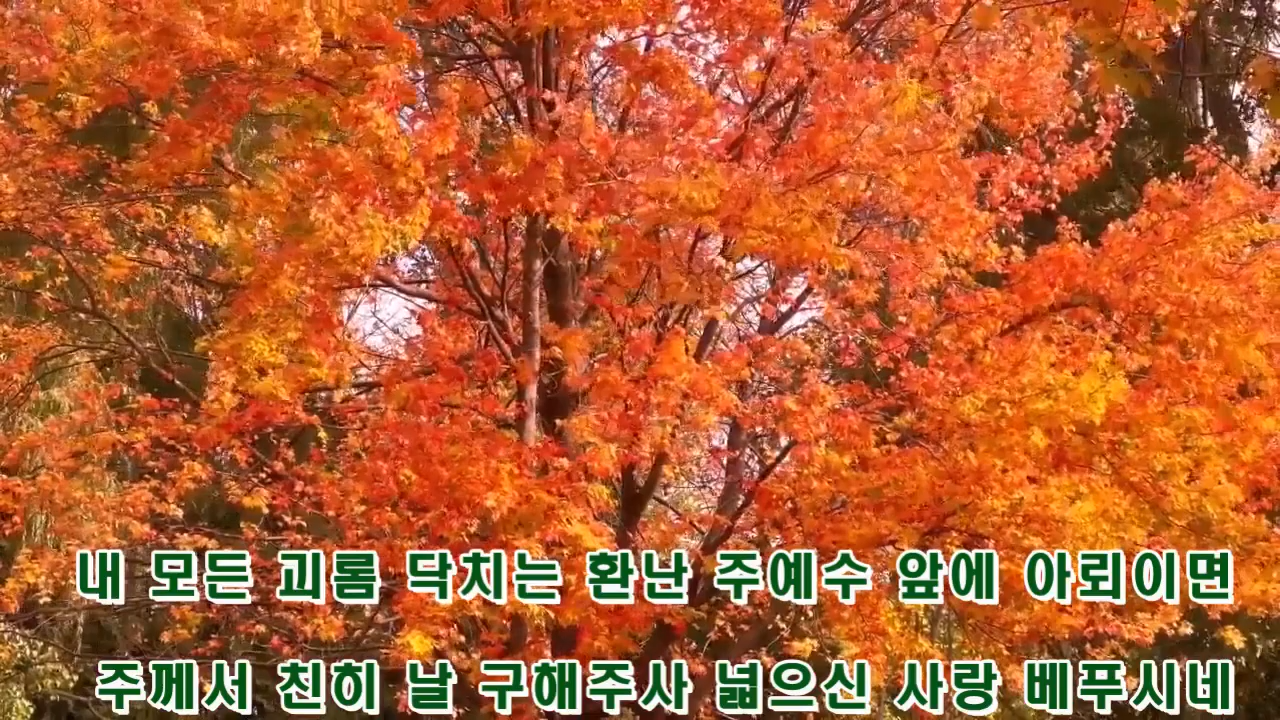 내 모든 괴롬 닥치는 환난 주예수 앞에 아뢰이면
주께서 친히 날 구해주사 넓으신 사랑 베푸시네